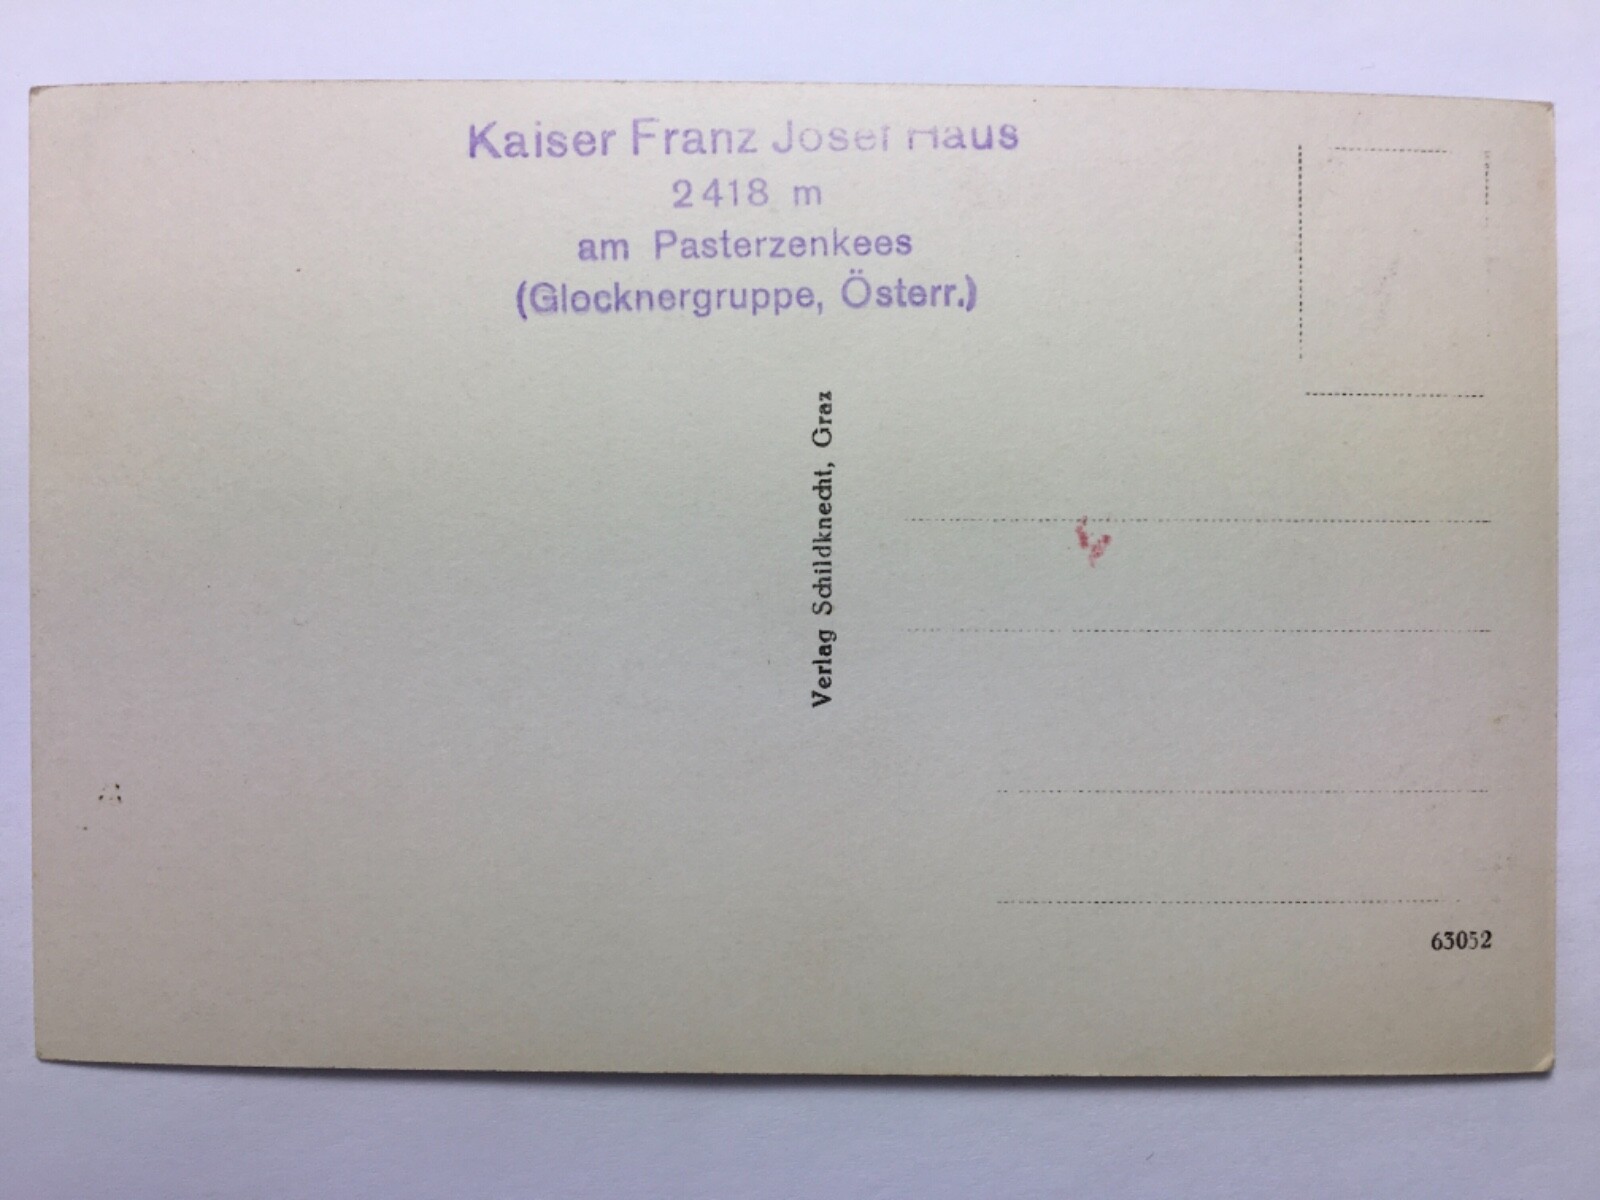 Kaiser Franz Josef Haus
2418 m
am Pasterzenkees
(Glocknergruppe, Österr.)
Verlag Schildknecht, Graz
63052